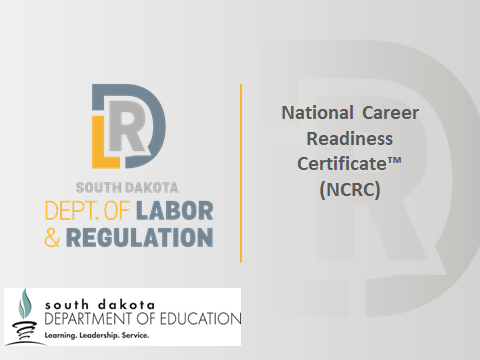 LRD
SOUTH DAKOTA
DEPT. OF LABOR
& REGULATION
National Career
Readiness
Certificate™
(NCRC)
south dakota
DEPARTMENT OF EDUCATION
Learning. Leadership. Service.